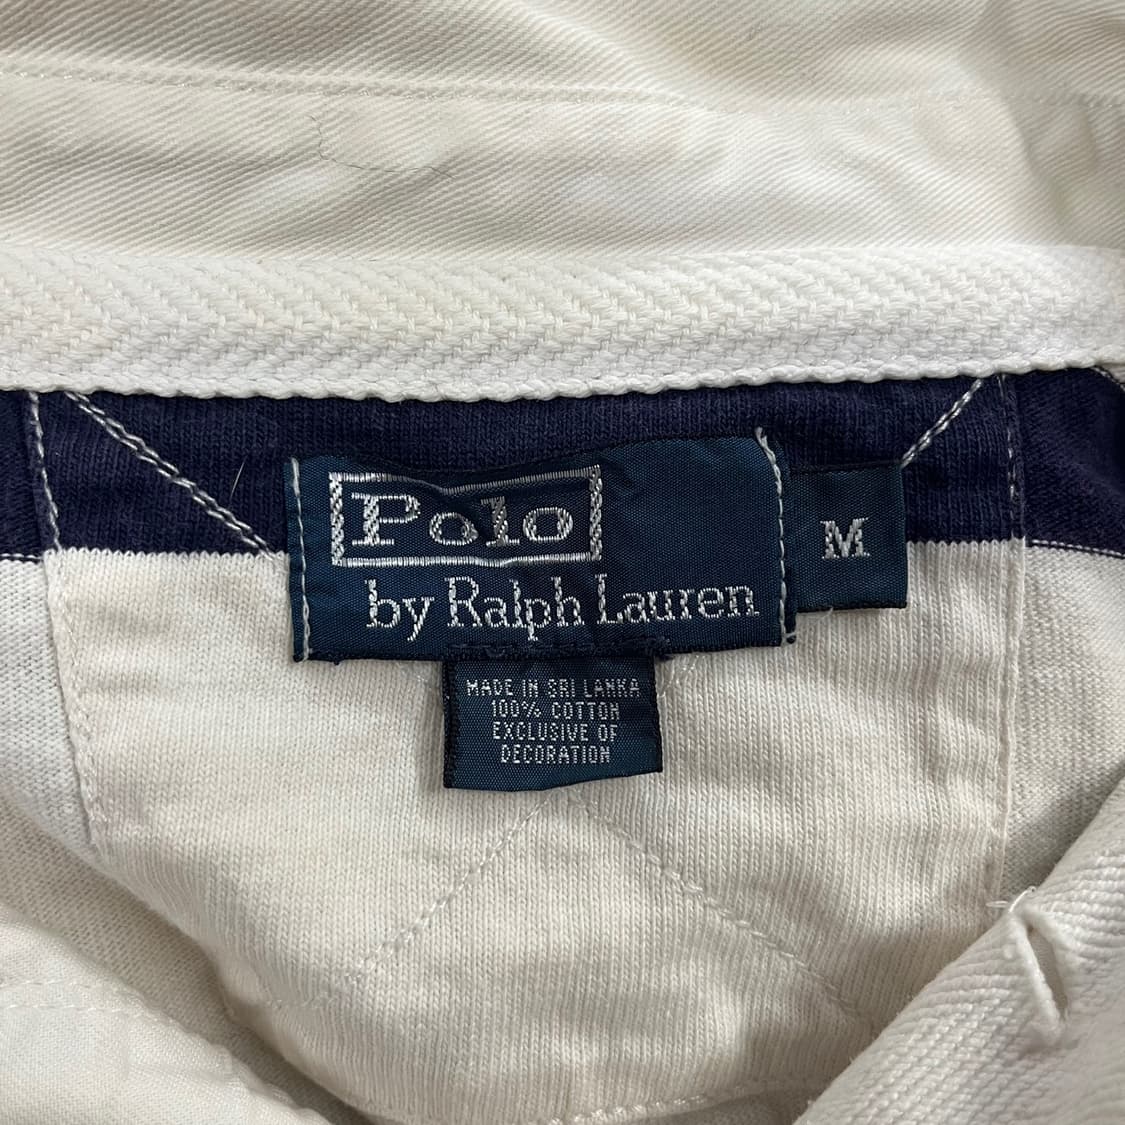 Polo
by Ralph Lauren
M
MADE IN SRI LANKA
100% COTTON
EXCLUSIVE OF
DECORATION